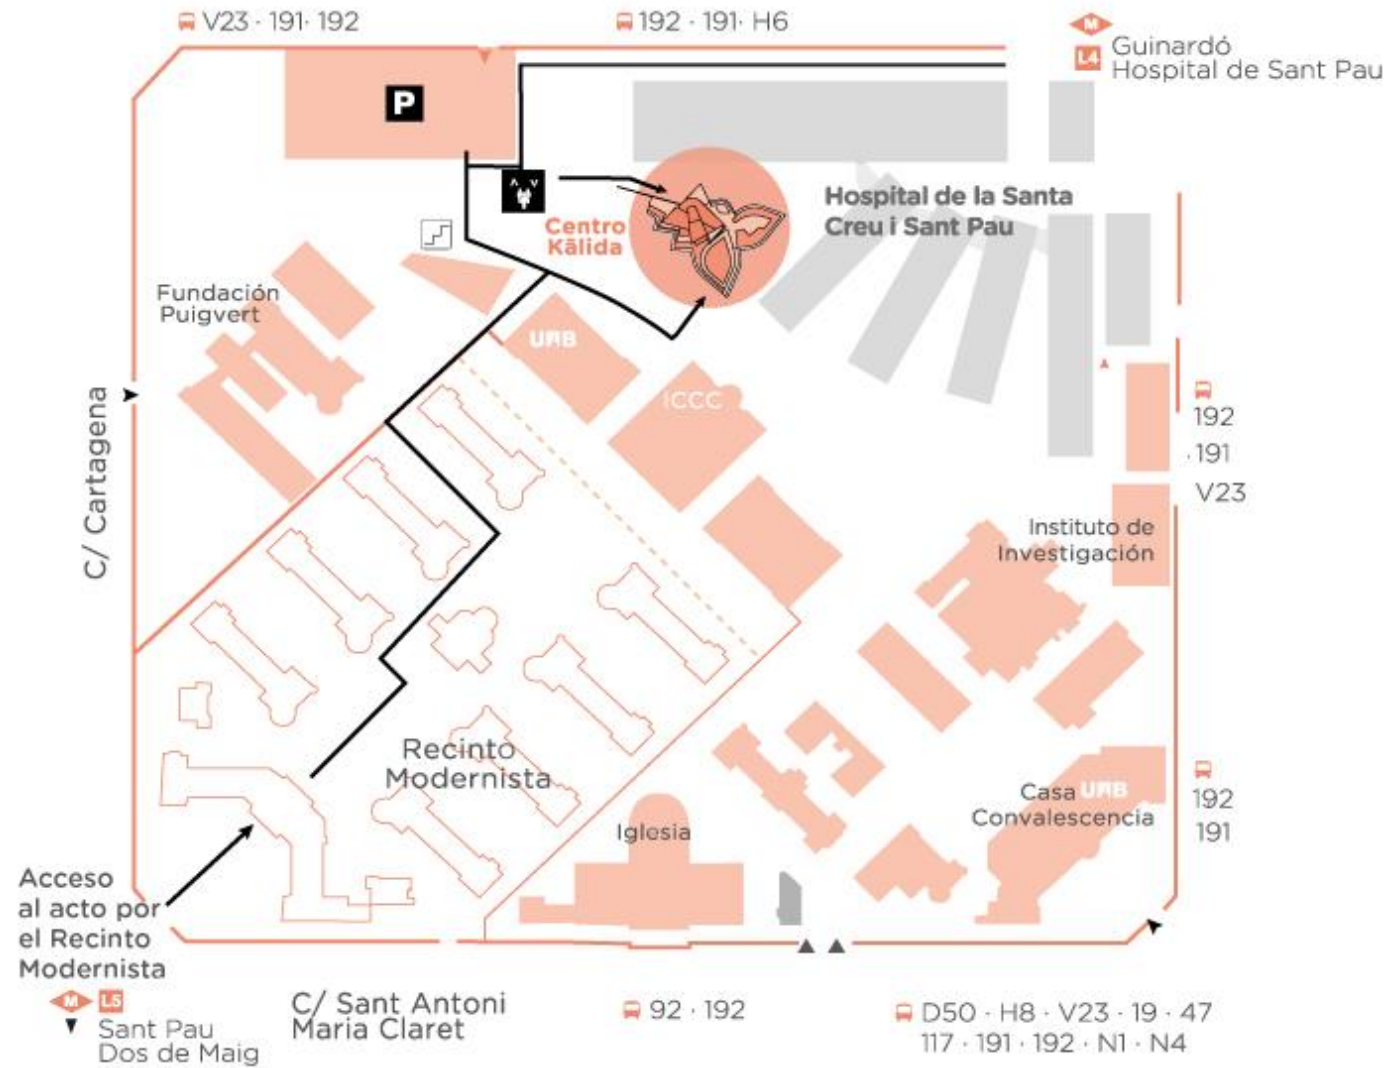 V23 · 191 · 192
192 · 191 · H6
M
L4
Guinardó
Hospital de Sant Pau
P
Hospital de la Santa
Creu i Sant Pau
Centro
Kālida
Fundación
Puigvert
UAB
ICCC
C/ Cartagena
192
· 191
V23
Instituto de
Investigación
Recinto
Modernista
Iglesia
Casa UAB
Convalescencia
192
191
Acceso
al acto por
el Recinto
Modernista
M L5
Sant Pau
Dos de Maig
C/ Sant Antoni
Maria Claret
92 · 192
D50 · H8 · V23 · 19 · 47
117 · 191 · 192 · N1 · N4